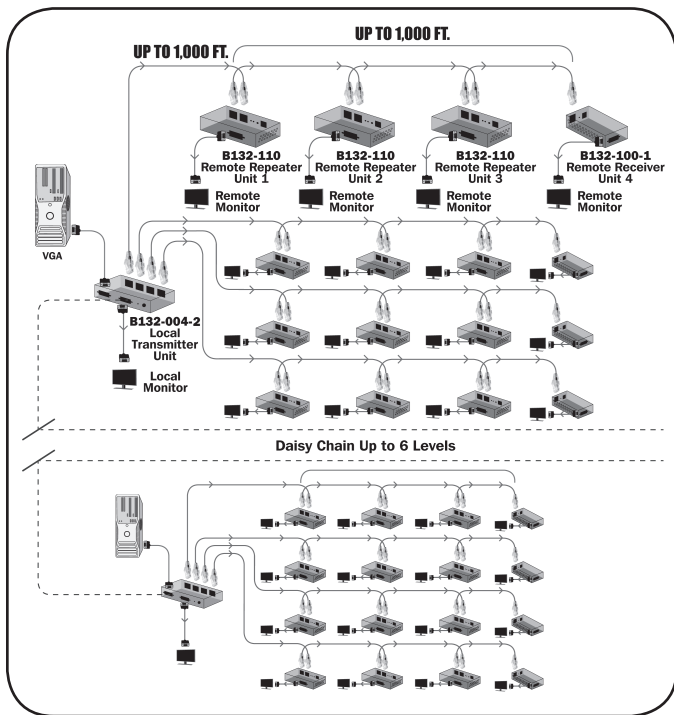 UP TO 1,000 FT.
UP TO 1,000 FT.
B132-110
Remote Repeater
Unit 1
B132-110
Remote Repeater
Unit 2
B132-110
Remote Repeater
Unit 3
B132-100-1
Remote Receiver
Unit 4
Remote
Monitor
Remote
Monitor
Remote
Monitor
Remote
Monitor
VGA
B132-004-2
Local
Transmitter
Unit
Local
Monitor
Daisy Chain Up to 6 Levels